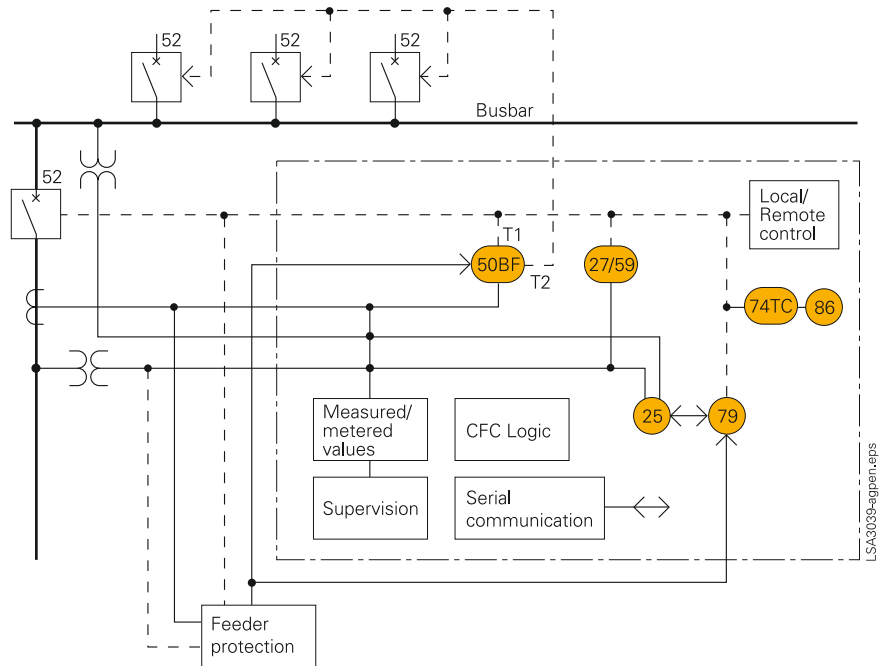 52
52
52
Busbar
52
Local/
Remote
control
T1
50BF
T2
27/59
74TC
86
25
79
Measured/
metered
values
CFC Logic
Supervision
Serial
communication
Feeder
protection
LSA3039-agpen.eps